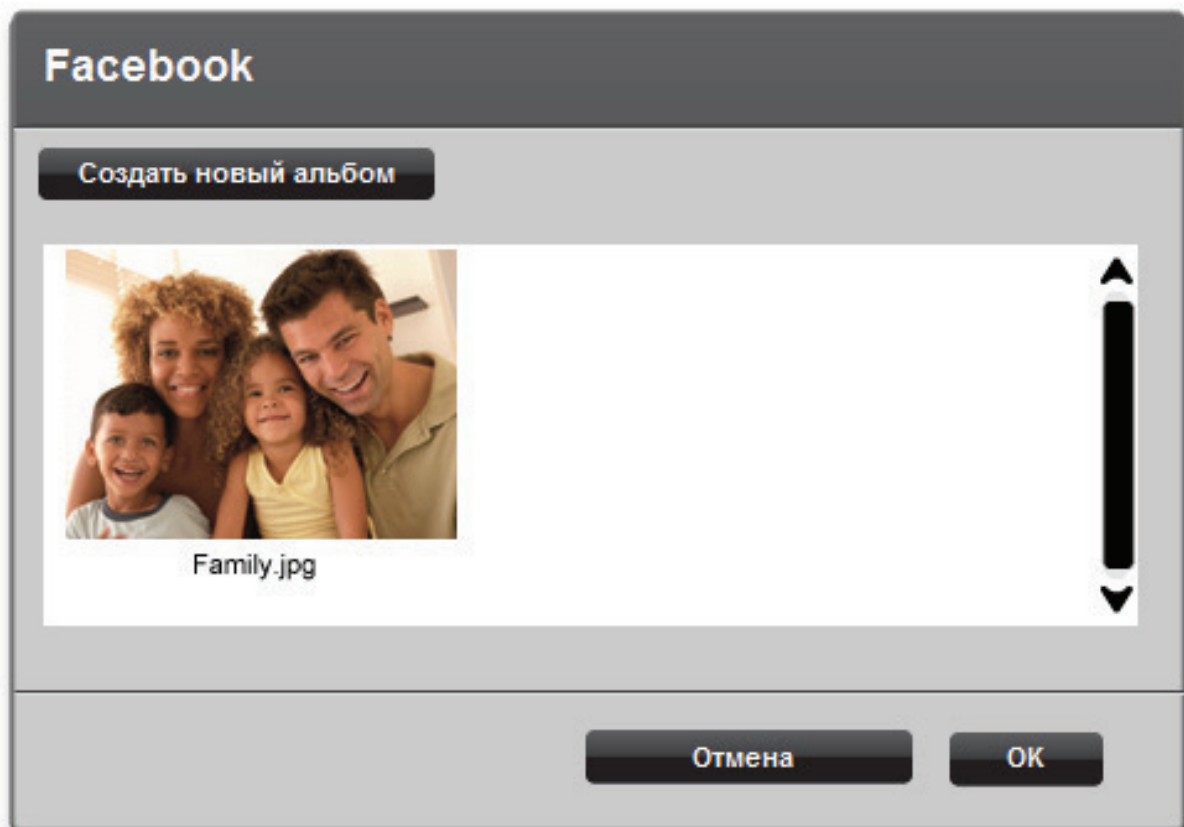 Facebook
Создать новый альбом
Family.jpg
Отмена
OK